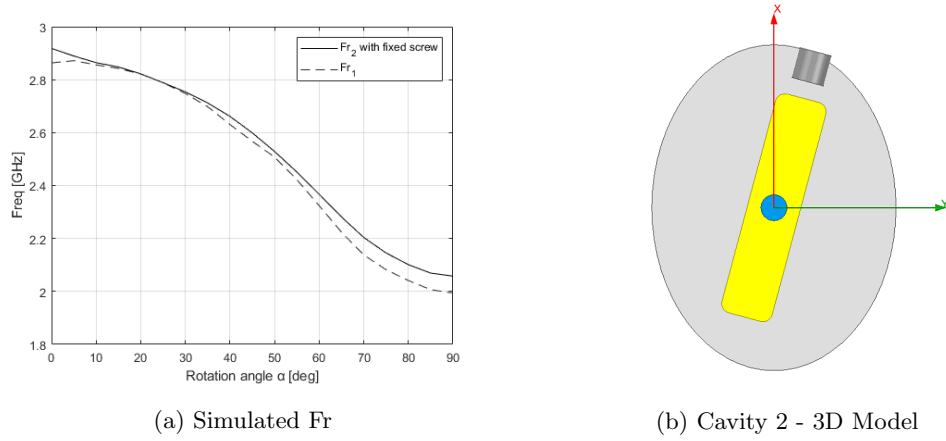 3
2.8
2.6
2.4
2.2
2
1.8
Freq [GHz]
0 10 20 30 40 50 60 70 80 90
Rotation angle α [deg]
Fr2 with fixed screw
Fr1
(a) Simulated Fr
X
Y
(b) Cavity 2 - 3D Model